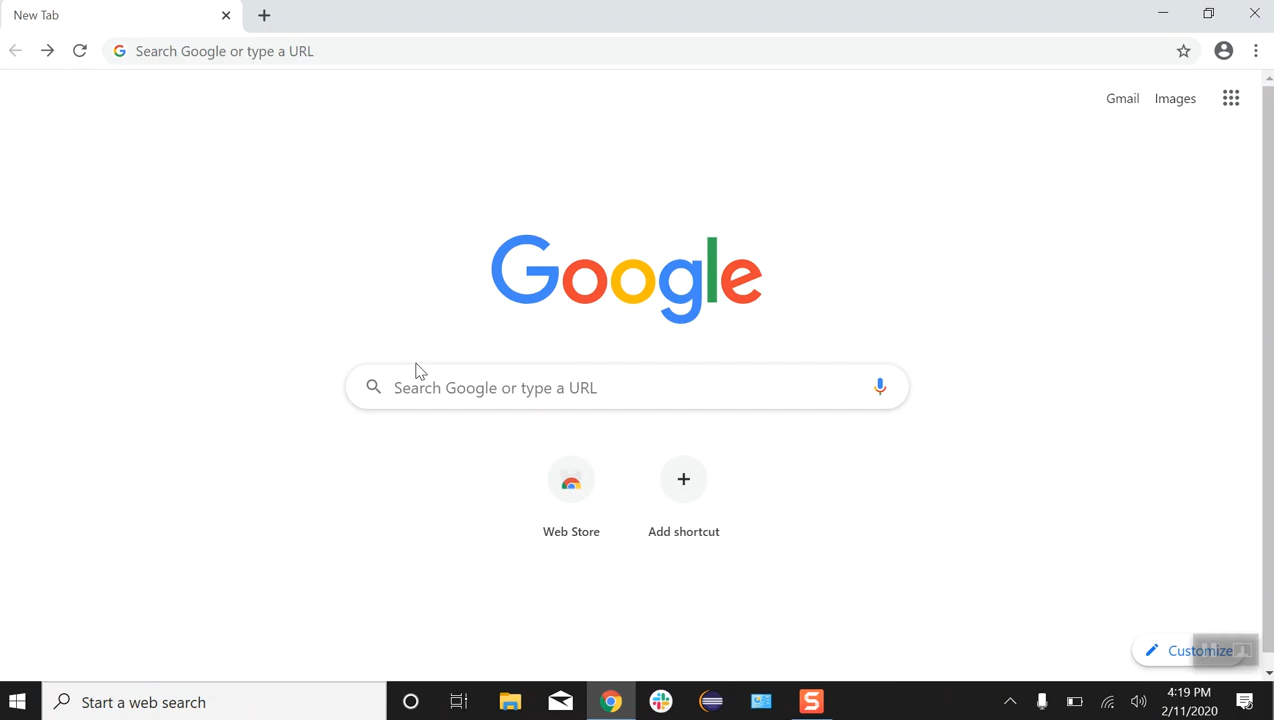 New Tab
Search Google or type a URL
Gmail Images
Google
Search Google or type a URL
Web Store Add shortcut
Customize
Start a web search
4:19 PM
2/11/2020